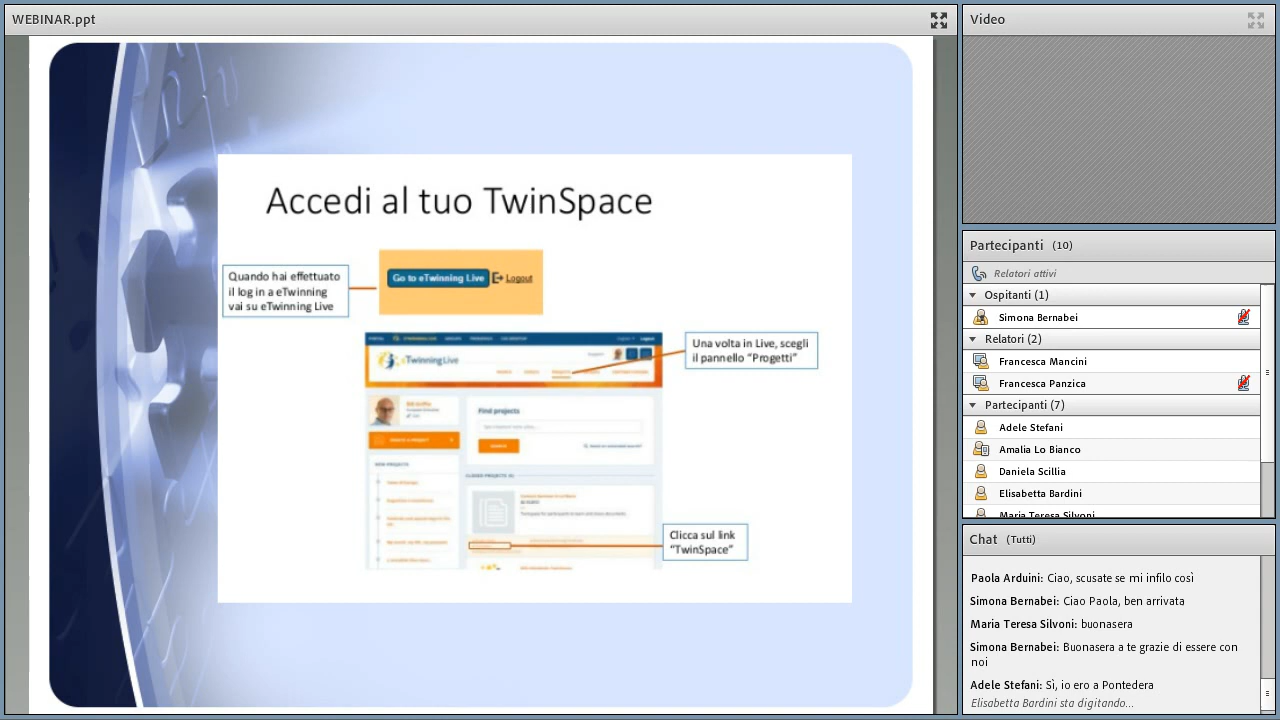 WEBINAR.ppt
Accedi al tuo TwinSpace
Quando hai effettuato
il log in a eTwinning
vai su eTwinning Live
Go to eTwinning Live
Logout
Una volta in Live, scegli
il pannello “Progetti”
eTwinning Live
Find projects
Clicca sul link
“TwinSpace”
Video
Partecipanti (10)
Relatori attivi
Ospitanti (1)
Simona Bernabei
Relatori (2)
Francesca Mancini
Francesca Panzica
Partecipanti (7)
Adele Stefani
Amalia Lo Bianco
Daniela Scillia
Elisabetta Bardini
Maria Teresa Silvoni
Chat (Tutti)
Paola Arduini: Ciao, scusate se mi infilo così
Simona Bernabei: Ciao Paola, ben arrivata
Maria Teresa Silvoni: buonasera
Simona Bernabei: Buonasera a te grazie di essere con
noi
Adele Stefani: Sì, io ero a Pontedera
Elisabetta Bardini sta digitando...